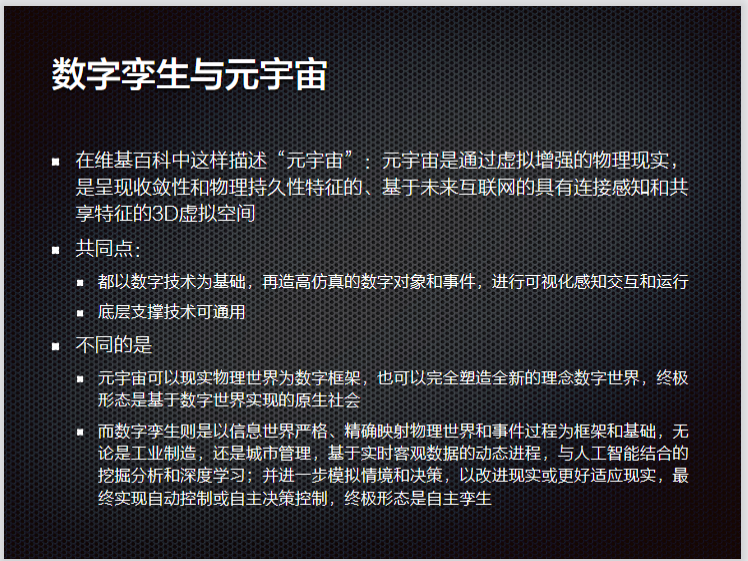 数字孪生与元宇宙
在维基百科中这样描述“元宇宙”：元宇宙是通过虚拟增强的物理现实，
是呈现收敛性和物理持久性特征的、基于未来互联网的具有连接感知和共
享特征的3D虚拟空间
共同点：
都以数字技术为基础，再造高仿真的数字对象和事件，进行可视化感知交互和运行
底层支撑技术可通用
不同的是
元宇宙可以现实物理世界为数字框架，也可以完全塑造全新的理念数字世界，终极
形态是基于数字世界实现的原生社会
而数字孪生则是以信息世界严格、精确映射物理世界和事件过程为框架和基础，无
论是工业制造，还是城市管理，基于实时客观数据的动态进程，与人工智能结合的
挖掘分析和深度学习；并进一步模拟情境和决策，以改进现实或更好适应现实，最
终实现自动控制或自主决策控制，终极形态是自主孪生